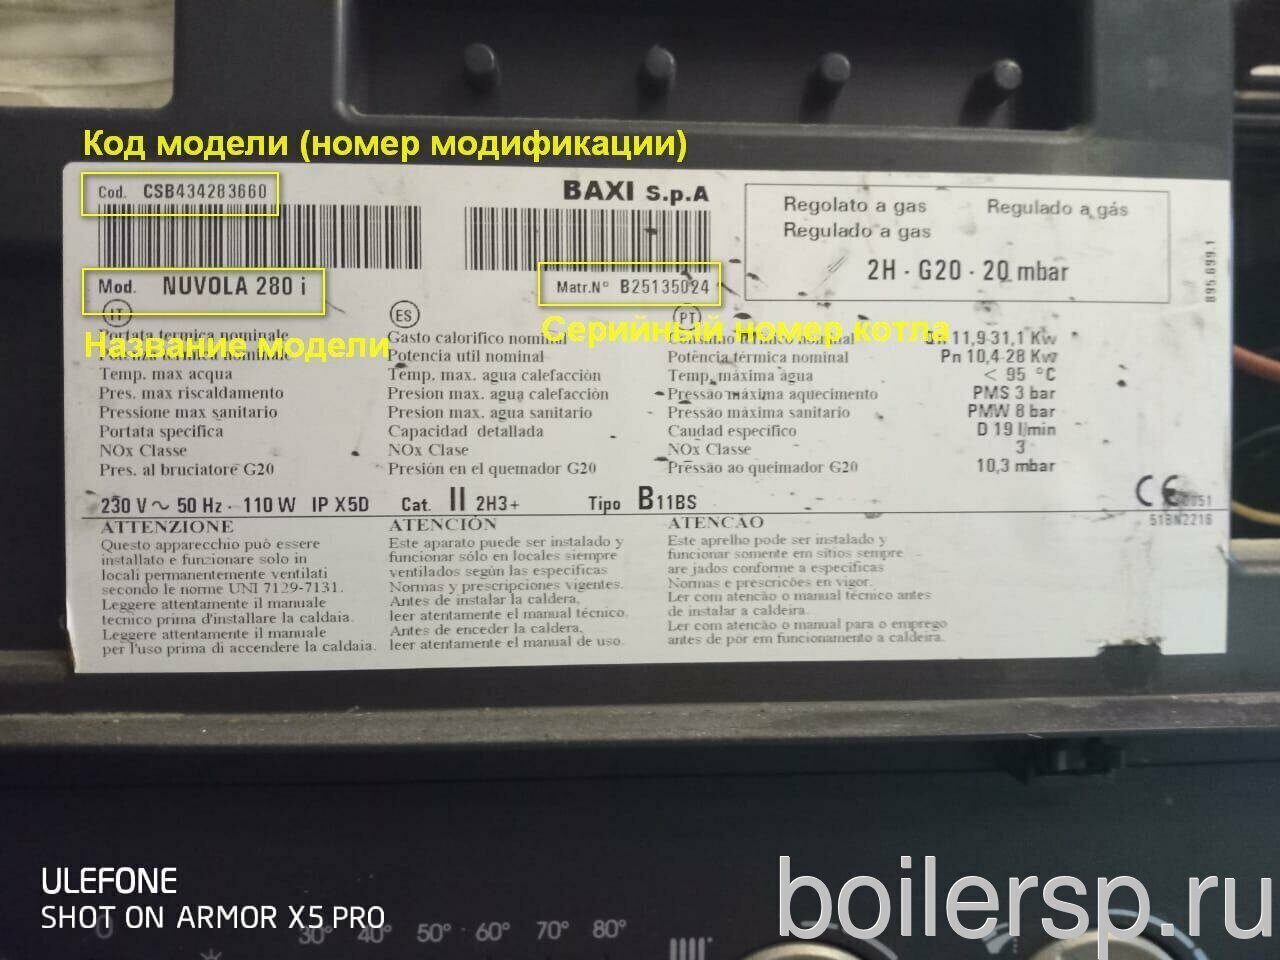 Код модели (номер модификации)
Cod. CSB434283660
BAXI S.p.A
Regolato a gas Regulado a gás
Regulado a gas
2H - G20 - 20 mbar
895.699.1
Mod. NUVOLA 280 i
Matr.N° B25135024
IT ES PT
Название модели
Серийный номер котла
Portata termica nominale Gasto calorifico nominal nominal 11,9-31,1 Kw
Potencia util nominal Potência térmica nominal Pn 10,4-28 Kw
Temp. max acqua Temp. max. agua calefacción Temp. máxima água < 95 °C
Pres. max riscaldamento Presion max. agua calefacción Pressão máxima aquecimento PMS 3 bar
Pressione max sanitario Presion max. agua sanitario Pressão máxima sanitario PMW 8 bar
Portata specifica Capacidad detallada Caudad específico D 19 l/min
NOx Classe NOx Clase NOx Classe 3
Pres. al bruciatore G20 Presión en el quemador G20 Pressão ao queimador G20 10,3 mbar
230 V ~ 50 Hz - 110 W IP X5D Cat. II 2H3+ Tipo B11BS CE
51BN2216
ATTENZIONE
Questo apparecchio può essere
installato e funzionare solo in
locali permanentemente ventilati
secondo le norme UNI 7129-7131.
Leggere attentamente il manuale
tecnico prima d'installare la caldaia.
Leggere attentamente il manuale
per l'uso prima di accendere la caldaia.
ATENCIÓN
Este aparato puede ser instalado y
funcionar sólo en locales siempre
ventilados según las especificas
Normas y prescripciones vigentes.
Antes de instalar la caldera,
leer atentamente el manual técnico.
Antes de enceder la caldera,
leer atentamente el manual de uso.
ATENCAO
Este aprelho pode ser instalado y
funcionar somente em sitios sempre
are jados conforme a especificas
Normas e prescricões en vigor.
Ler com atencão o manual técnico antes
de instalar a caldeira.
Ler com atencão o manual para o emprego
antes de pôr em funcionamento a caldeira.
ULEFONE
SHOT ON ARMOR X5 PRO
boilersp.ru
0 30° 40° 50° 60° 70° 80°